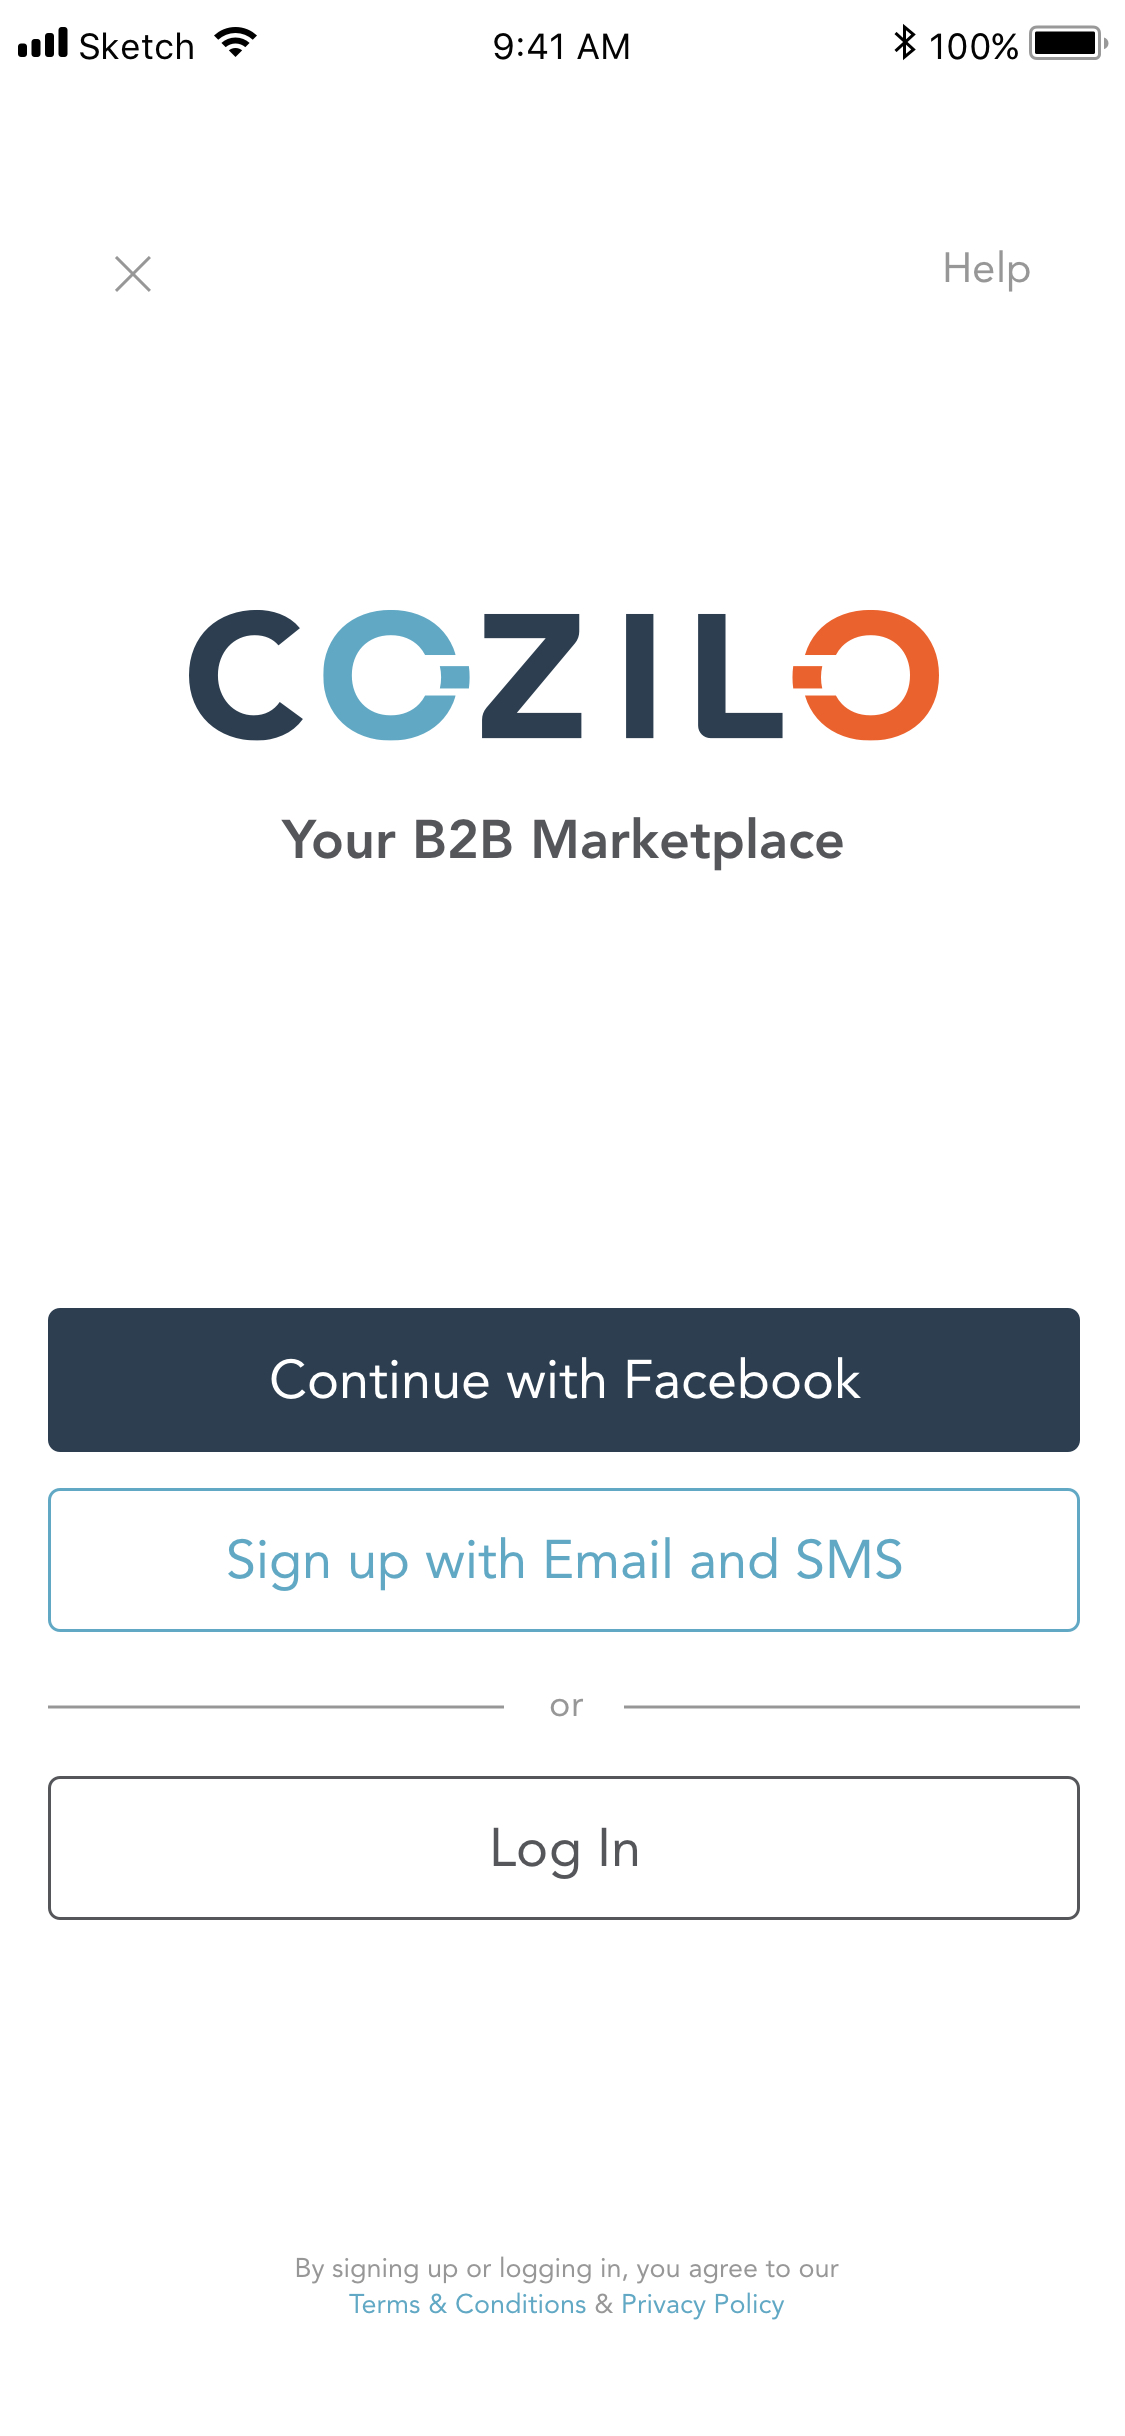 Sketch 9:41 AM 100%
Help
COZILO
Your B2B Marketplace
Continue with Facebook
Sign up with Email and SMS
or
Log In
By signing up or logging in, you agree to our
Terms & Conditions & Privacy Policy